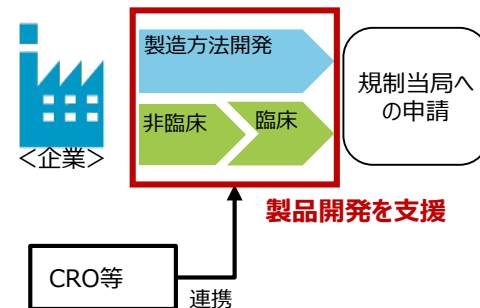 製造方法開発
非臨床
臨床
＜企業＞
規制当局へ
の申請
製品開発を支援
CRO等
連携